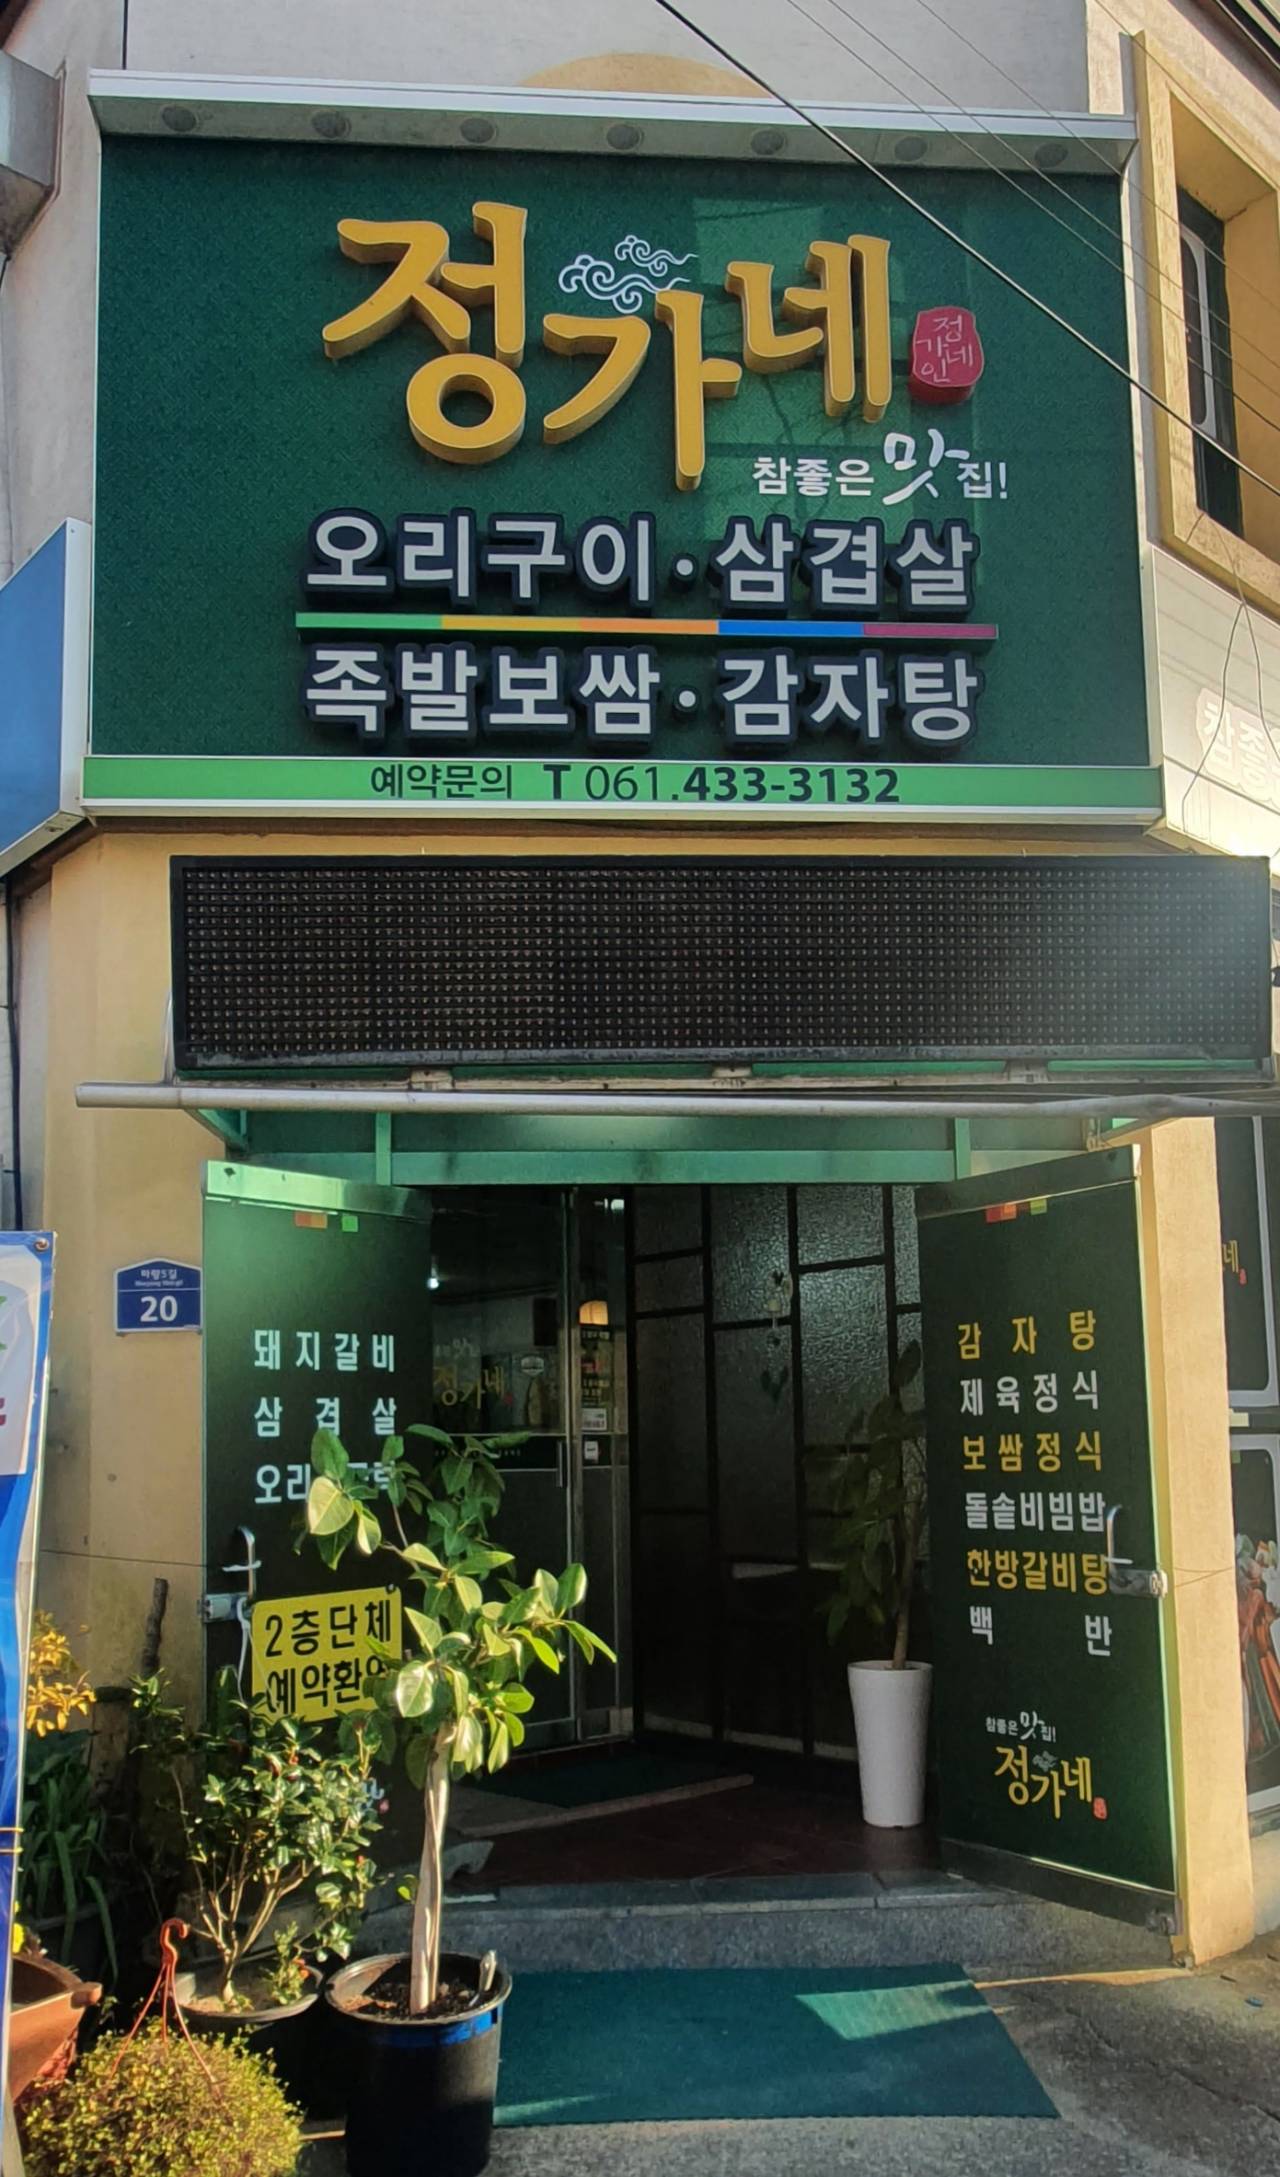 정가네
정가네인
참좋은 맛집!
오리구이·삼겹살
족발보쌈·감자탕
예약문의 T 061.433-3132
참좋
20
돼지갈비
삼겹살
오리
2층단체
예약환
정가네
감자탕
제육정식
보쌈정식
돌솥비빔밥
한방갈비탕
백반
참좋은 맛집!
정가네
네